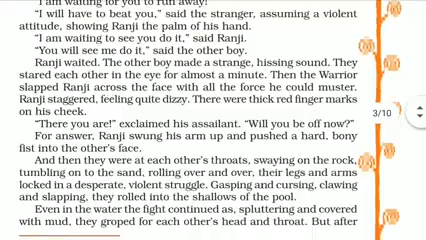 "I am waiting for you to run away!"
"I will have to beat you," said the stranger, assuming a violent
attitude, showing Ranji the palm of his hand.
"I am waiting to see you do it," said Ranji.
"You will see me do it," said the other boy.
Ranji waited. The other boy made a strange, hissing sound. They
stared each other in the eye for almost a minute. Then the Warrior
slapped Ranji across the face with all the force he could muster.
Ranji staggered, feeling quite dizzy. There were thick red finger marks
on his cheek.
"There you are!" exclaimed his assailant. "Will you be off now?"
For answer, Ranji swung his arm up and pushed a hard, bony
fist into the other's face.
And then they were at each other's throats, swaying on the rock,
tumbling on to the sand, rolling over and over, their legs and arms
locked in a desperate, violent struggle. Gasping and cursing, clawing
and slapping, they rolled into the shallows of the pool.
Even in the water the fight continued as, spluttering and covered
with mud, they groped for each other's head and throat. But after
3/10